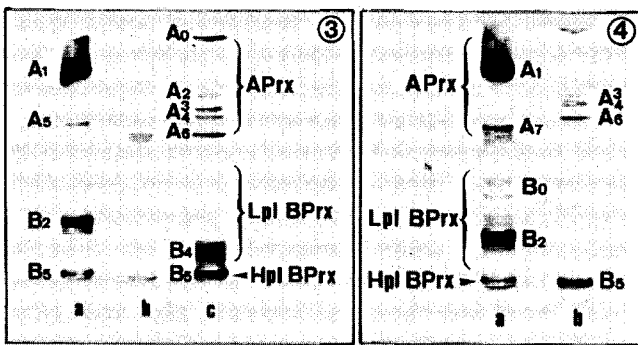 ③
A0
A1
A2
A3
A4
APrx
A5
A6
B2
Lpl BPrx
B4
B5
B5
Hpl BPrx
a
b
c
④
APrx
A1
A3
A4
A6
A7
B0
Lpl BPrx
B2
Hpl BPrx
B5
a
b